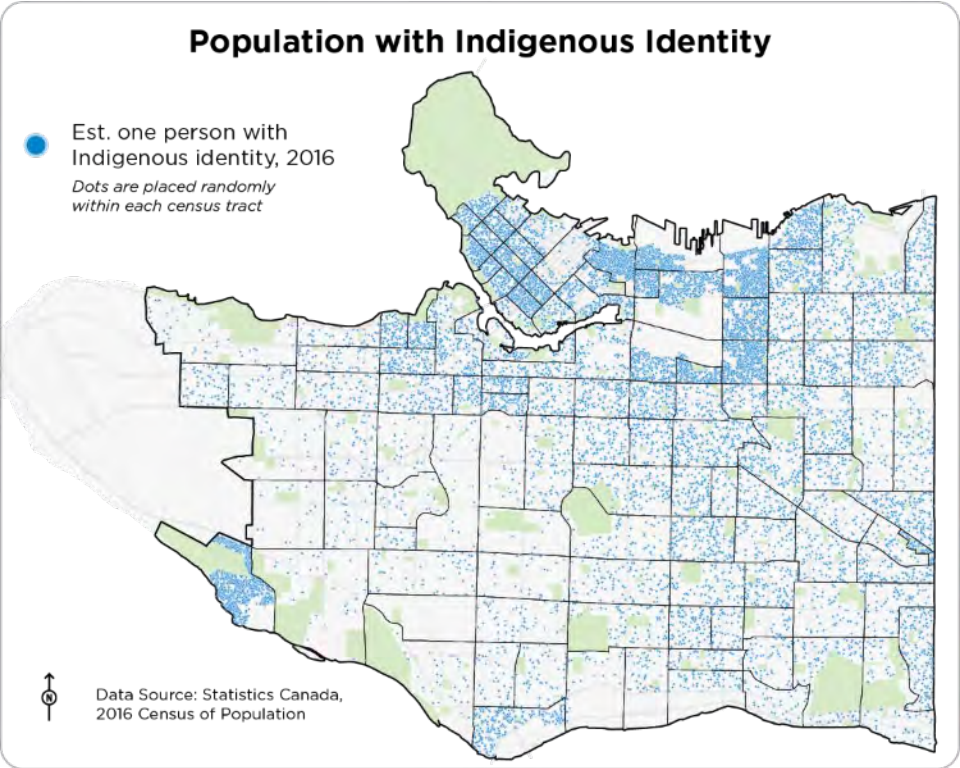 Population with Indigenous Identity
Est. one person with
Indigenous identity, 2016
Dots are placed randomly
within each census tract
N
Data Source: Statistics Canada,
2016 Census of Population